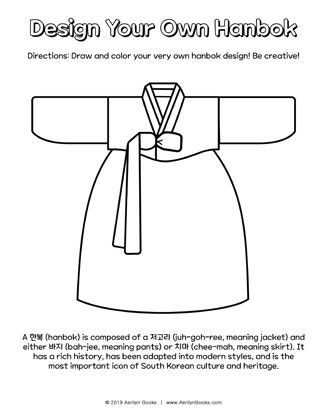 Design Your Own Hanbok
Directions: Draw and color your very own hanbok design! Be creative!
A 한복 (hanbok) is composed of a 저고리 (juh-goh-ree, meaning jacket) and
either 바지 (bah-jee, meaning pants) or 치마 (chee-mah, meaning skirt). It
has a rich history, has been adapted into modern styles, and is the
most important icon of South Korean culture and heritage.
© 2019 Aerilyn Books | www.AerilynBooks.com